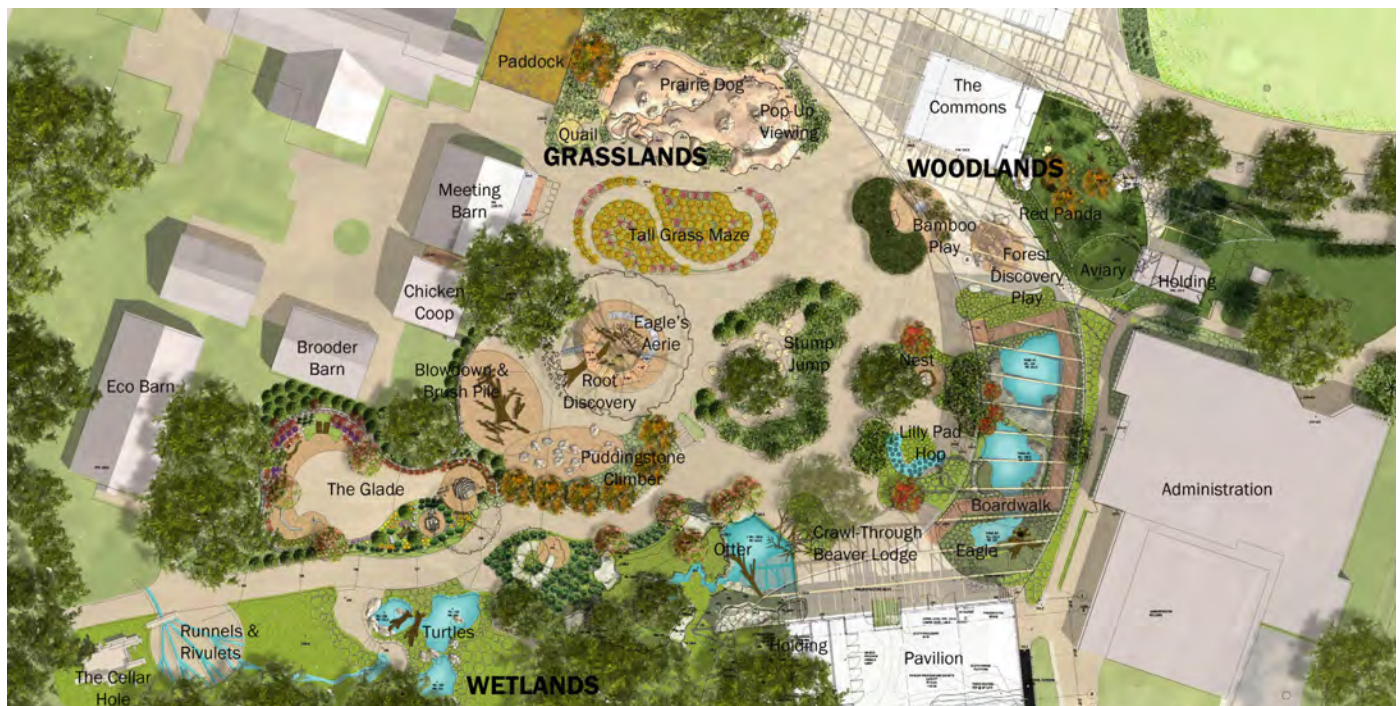 Paddock
Prairie Dog
The
Commons
Pop-Up
Viewing
Quail
GRASSLANDS
WOODLANDS
Meeting
Barn
Tall Grass Maze
Bamboo
Play
Red Panda
Forest
Discovery
Play
Aviary
Holding
Chicken
Coop
Eagle's
Aerie
Stump
Jump
Nest
Brooder
Barn
Eco Barn
Blowdown &
Brush Pile
Root
Discovery
Lilly Pad
Hop
Puddingstone
Climber
The Glade
Administration
Boardwalk
Crawl-Through
Beaver Lodge
Otter
Eagle
Runnels &
Rivulets
Turtles
Holding
Pavilion
The Cellar
Hole
WETLANDS